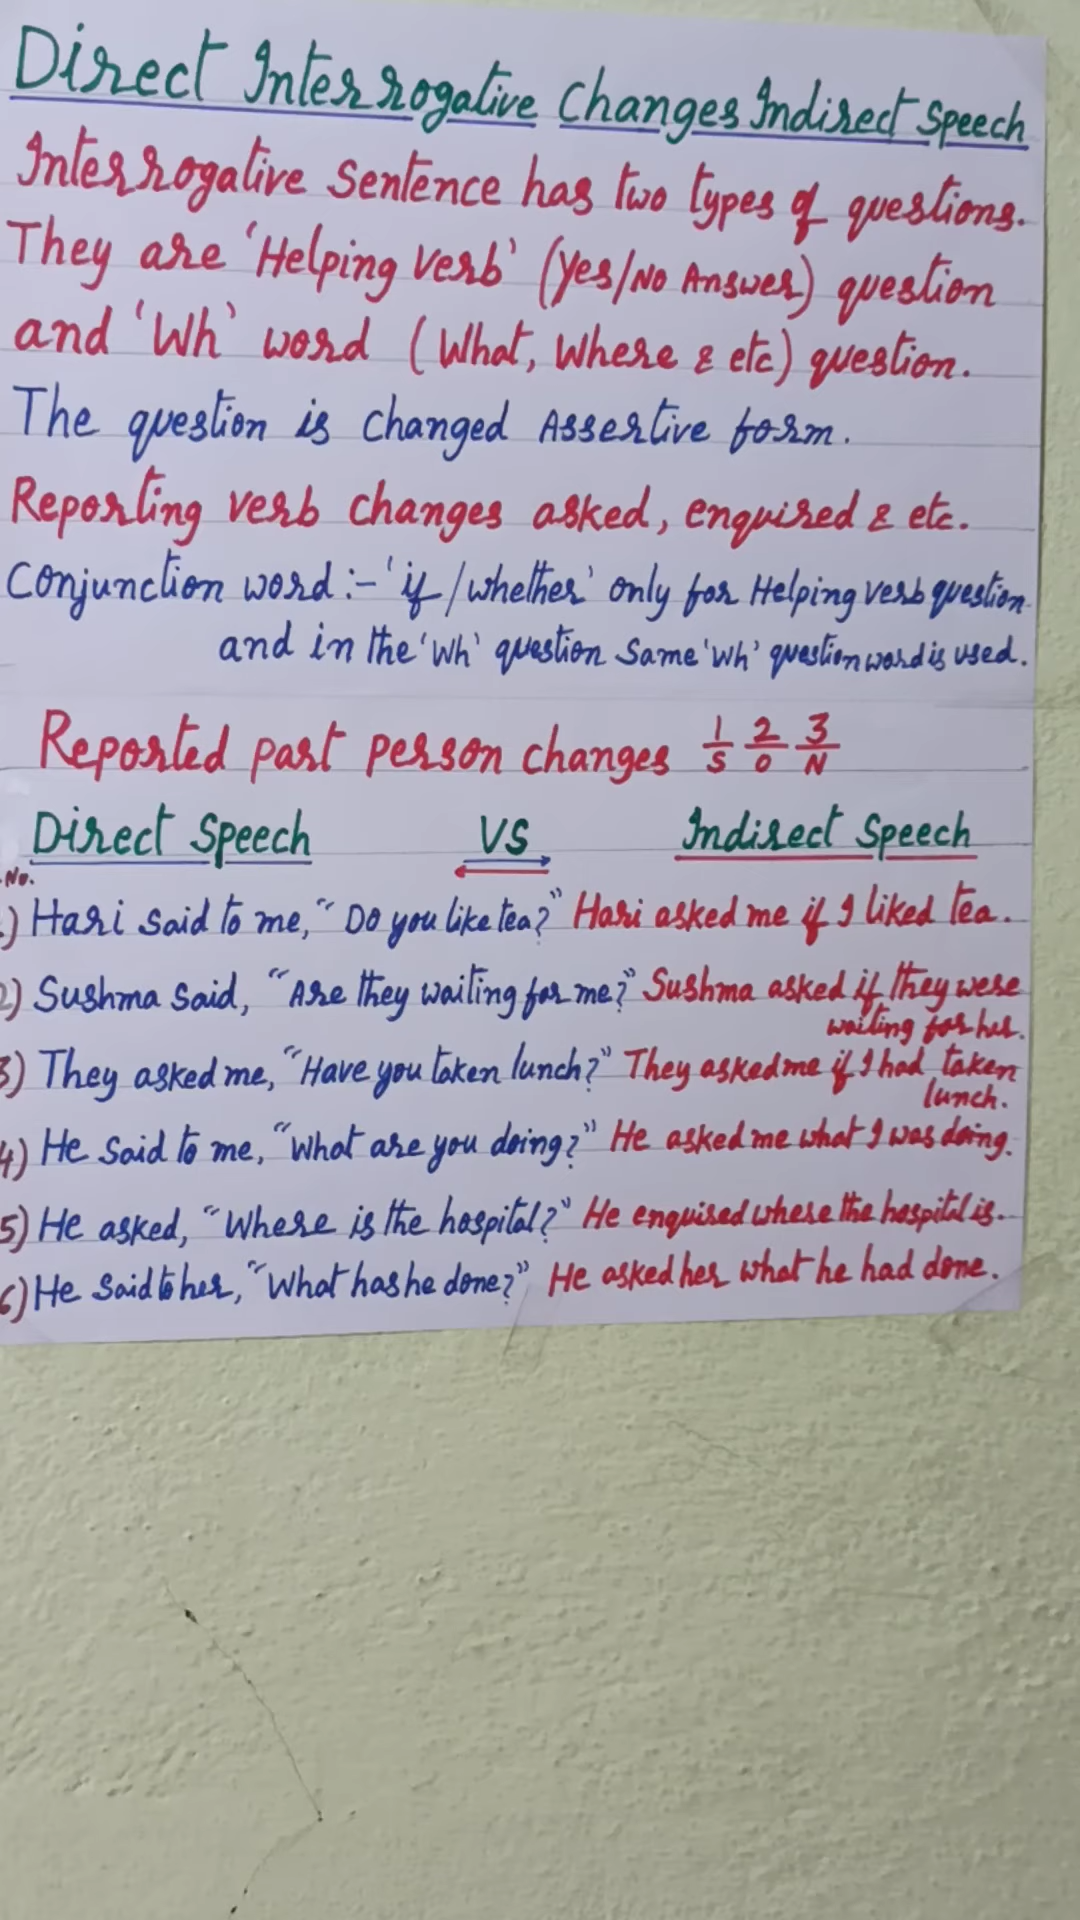 Direct Interrogative Changes Indirect Speech
Interrogative Sentence has two types of questions.
They are 'Helping verb' (Yes/No Answer) question
and 'Wh' word (What, Where & etc) question.
The question is changed Assertive form.
Reporting verb changes asked, enquired & etc.
Conjunction word :- 'if/whether' only for Helping verb question
and in the 'Wh' question Same 'Wh' question word is used.
Reported part person changes 1/S 2/O 3/N
Direct Speech VS Indirect Speech
No.
) Hari said to me, "Do you like tea?" Hari asked me if I liked tea.
2) Sushma said, "Are they waiting for me?" Sushma asked if they were
waiting for her.
3) They asked me, "Have you taken lunch?" They asked me if I had taken
lunch.
4) He said to me, "What are you doing?" He asked me what I was doing.
5) He asked, "Where is the hospital?" He enquired where the hospital is.
6) He said to her, "What has he done?" He asked her what he had done.